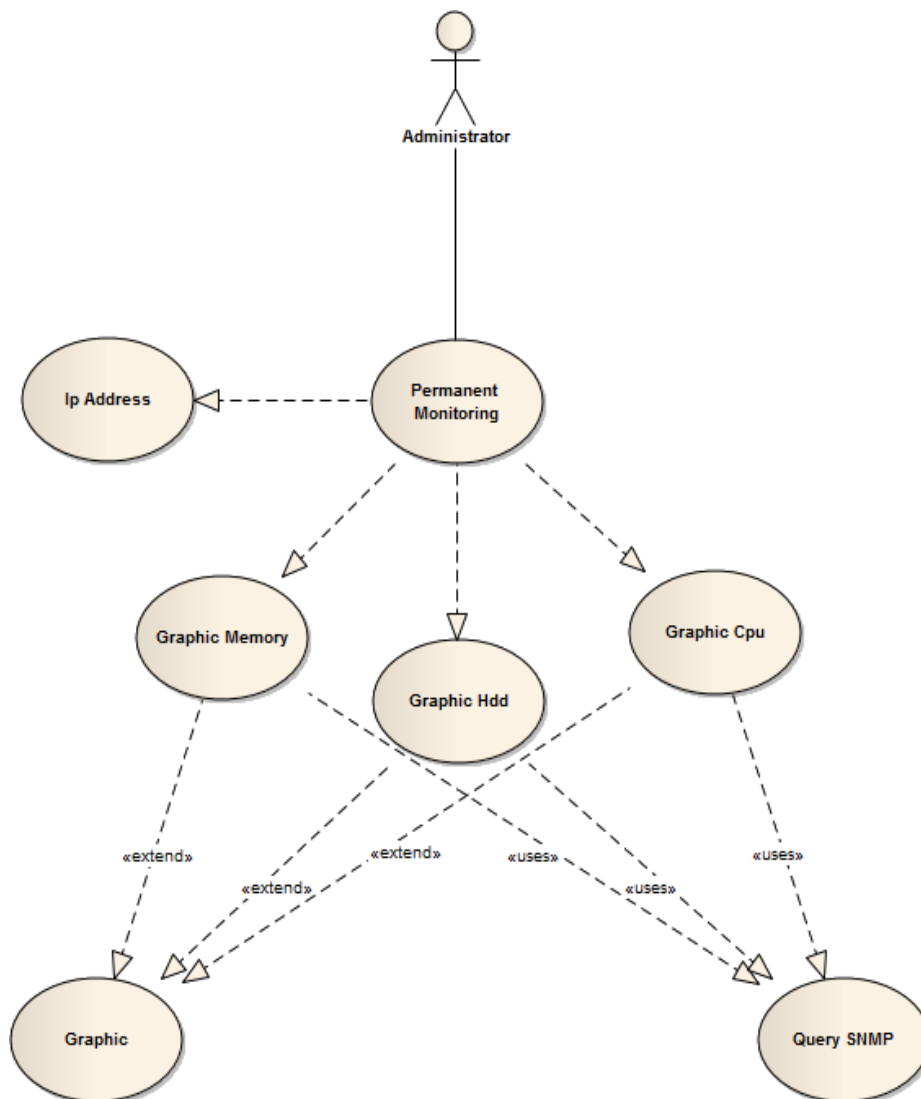 Administrator
Permanent
Monitoring
Ip Address
Graphic Memory
Graphic Cpu
Graphic Hdd
«extend»
«extend»
«extend»
«uses»
«uses»
«uses»
Graphic
Query SNMP